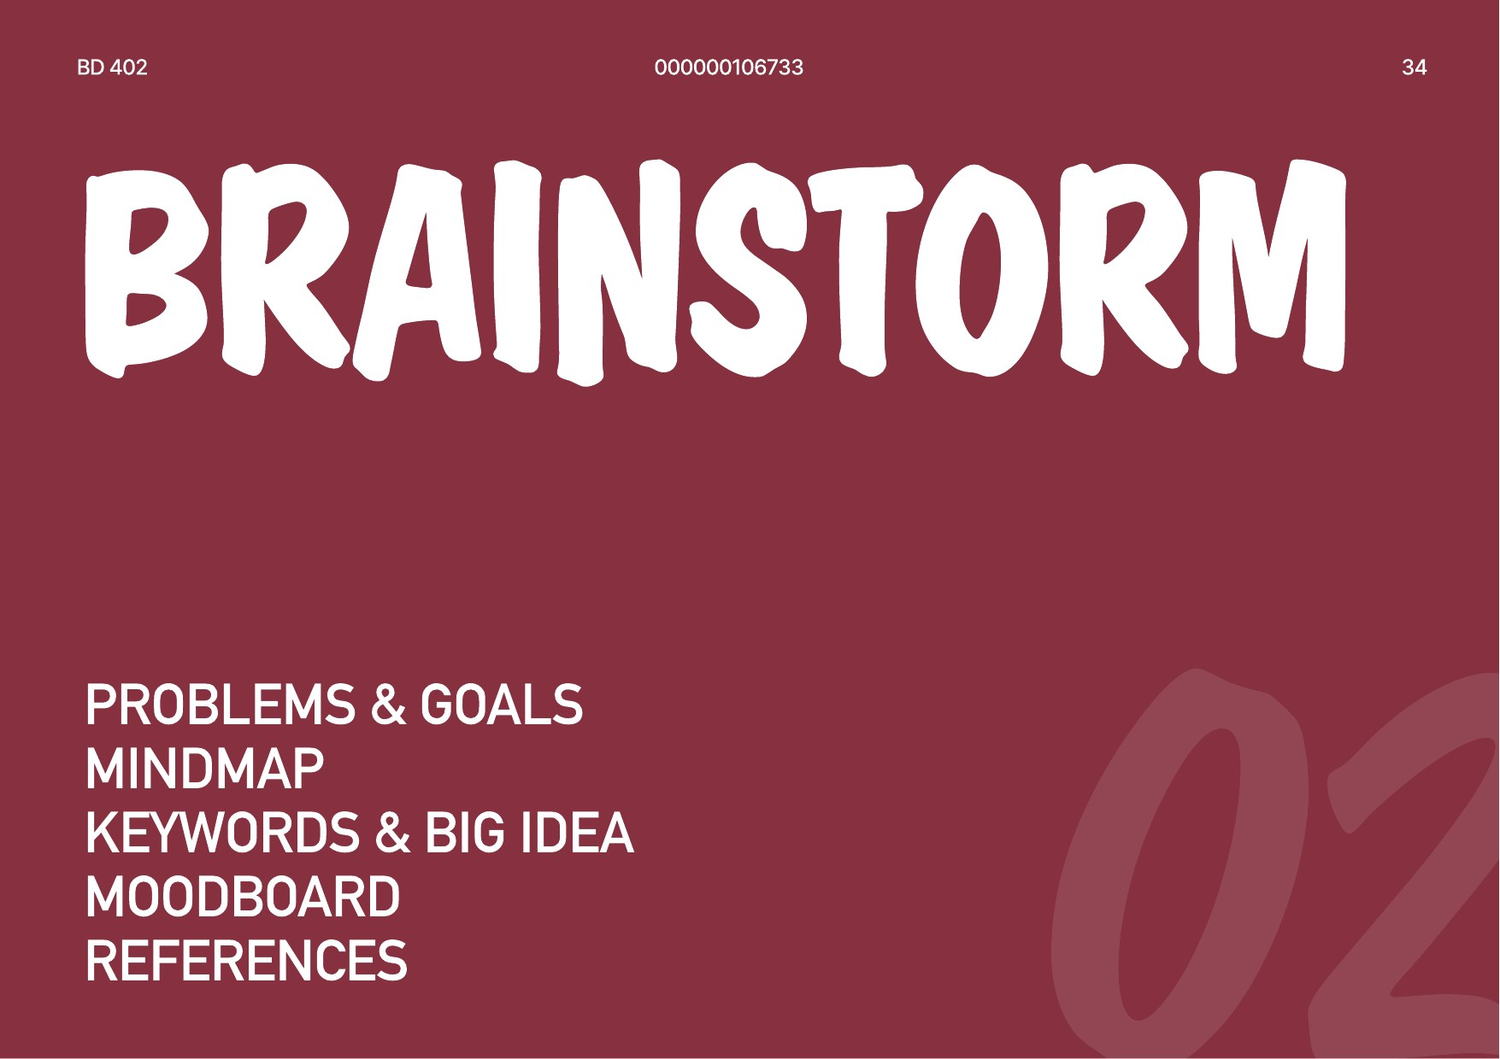 BD 402
000000106733
34
BRAINSTORM
PROBLEMS & GOALS
MINDMAP
KEYWORDS & BIG IDEA
MOODBOARD
REFERENCES
02